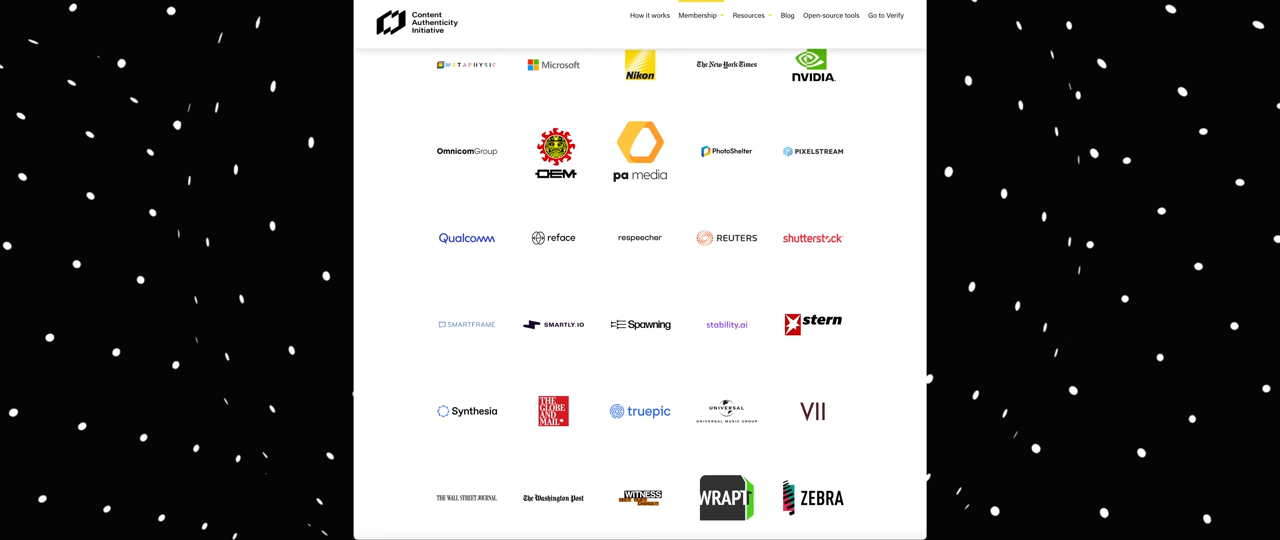 Content
Authenticity
Initiative
How it works Membership Resources Blog Open-source tools Go to Verify
METAPHYSIC Microsoft Nikon The New York Times NVIDIA
OmnicomGroup OEM pa media PhotoShelter PIXELSTREAM
Qualcomm reface respeecher REUTERS shutterstock
SMARTFRAME SMARTLY.IO Spawning stability.ai stern
Synthesia THE GLOBE AND MAIL truepic UNIVERSAL VII
UNIVERSAL MUSIC GROUP
THE WALL STREET JOURNAL The Washington Post WITNESS WRAPT ZEBRA